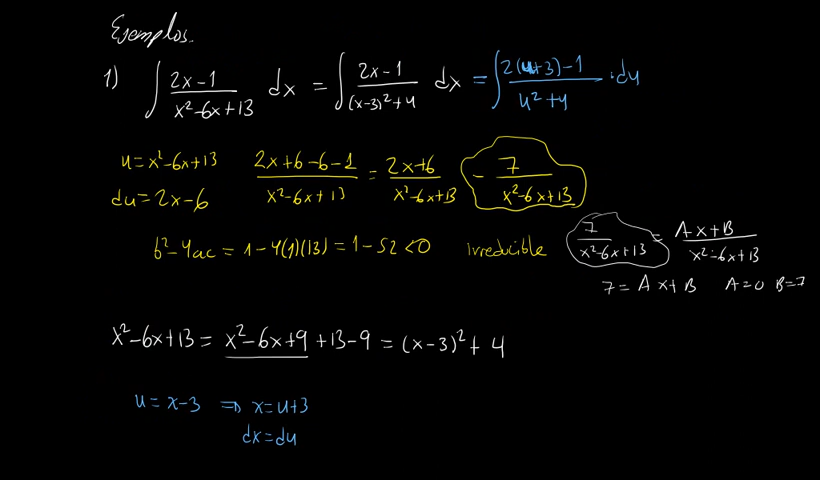 Ejemplos.
1) ∫ (2x-1)/(x²-6x+13) dx = ∫ (2x-1)/((x-3)²+4) dx = ∫ (2(u+3)-1)/(u²+4) · du
u = x²-6x+13   (2x+6-6-1)/(x²-6x+13) = (2x+6)/(x²-6x+13) - 7/(x²-6x+13)
du = 2x-6
b²-4ac = 1-4(1)(13) = 1-52 < 0   irreducible   7/(x²-6x+13) = (Ax+B)/(x²-6x+13)
7 = Ax+B   A=0   B=7
x²-6x+13 = x²-6x+9 +13-9 = (x-3)² + 4
u = x-3 ⇒ x = u+3
dx = du